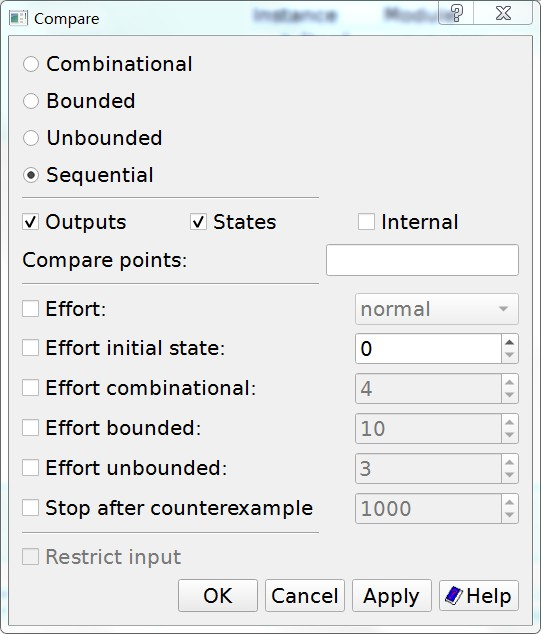 Compare
Instance Module
Combinational
Bounded
Unbounded
Sequential
Outputs States Internal
Compare points:
Effort: normal
Effort initial state: 0
Effort combinational: 4
Effort bounded: 10
Effort unbounded: 3
Stop after counterexample 1000
Restrict input
OK Cancel Apply Help